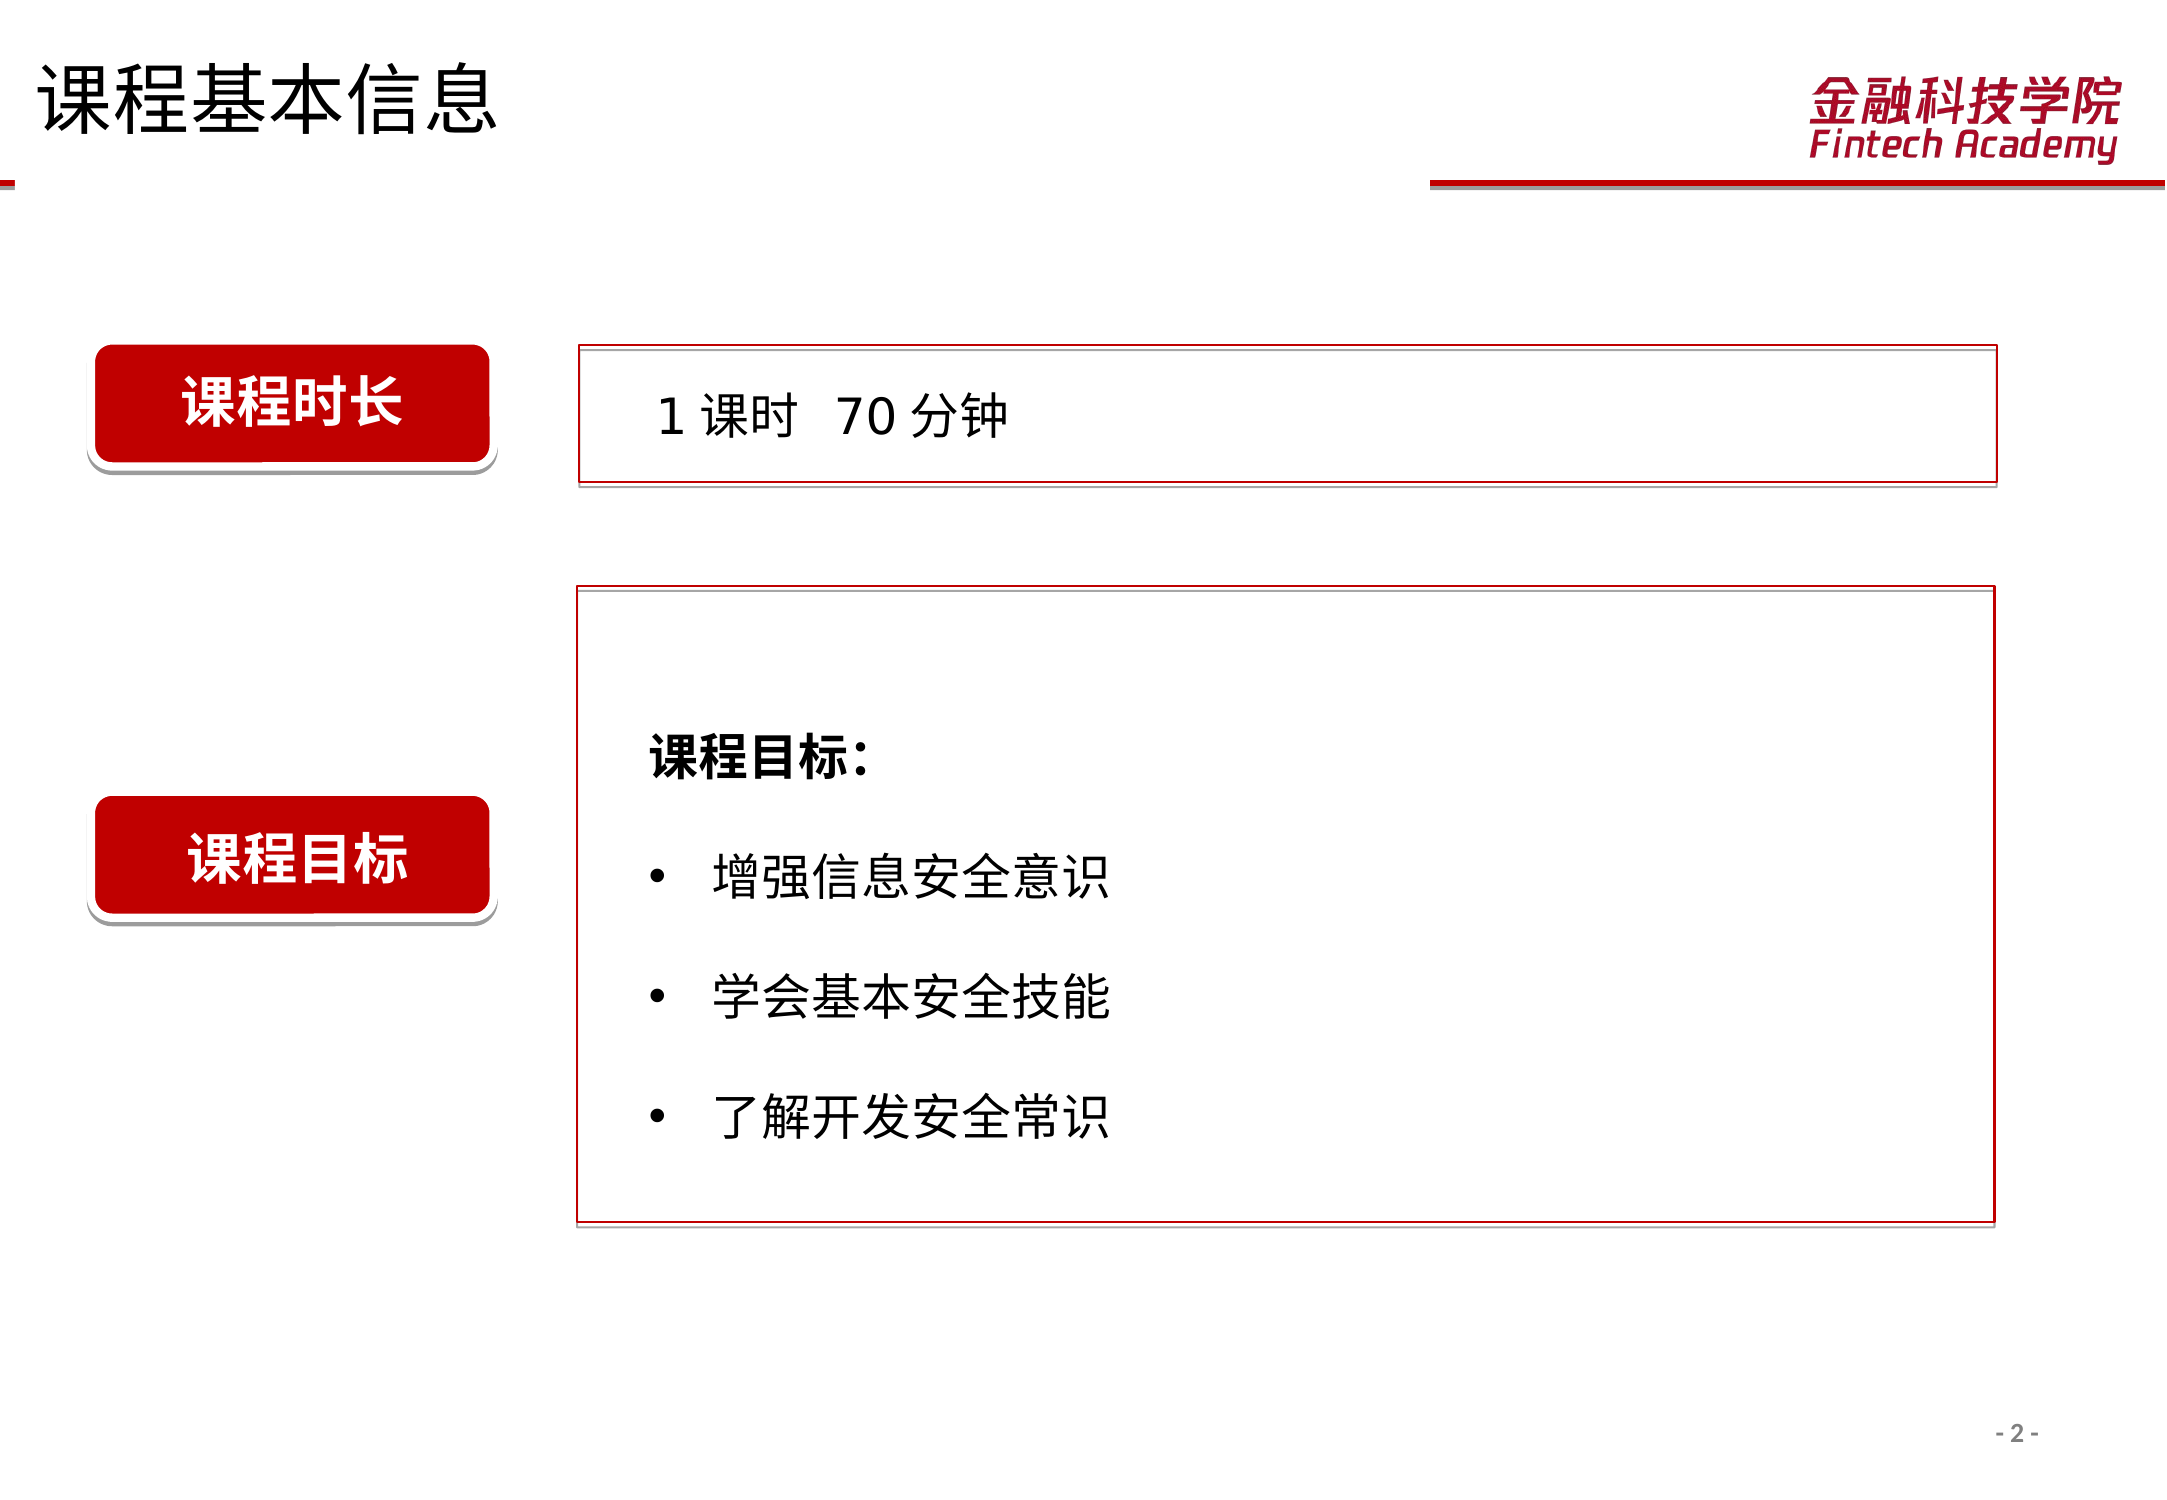 课程基本信息
金融科技学院
Fintech Academy
课程时长
1 课时 70 分钟
课程目标：
课程目标
• 增强信息安全意识
• 学会基本安全技能
• 了解开发安全常识
- 2 -